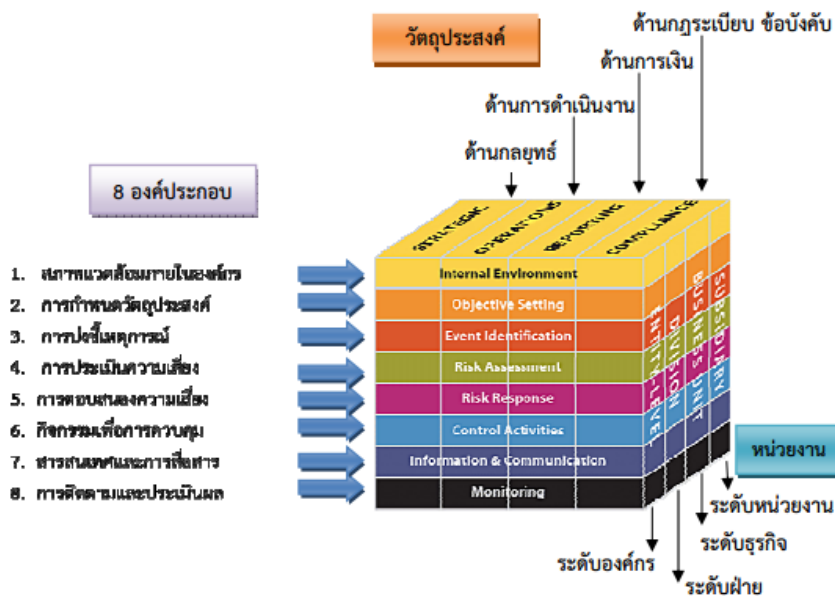 วัตถุประสงค์
ด้านกฎระเบียบ ข้อบังคับ
ด้านการเงิน
ด้านการดำเนินงาน
ด้านกลยุทธ์
8 องค์ประกอบ
STRATEGIC
OPERATIONS
REPORTING
COMPLIANCE
1. สภาพแวดล้อมภายในองค์กร
2. การกำหนดวัตถุประสงค์
3. การบ่งชี้เหตุการณ์
4. การประเมินความเสี่ยง
5. การตอบสนองความเสี่ยง
6. กิจกรรมเพื่อการควบคุม
7. สารสนเทศและการสื่อสาร
8. การติดตามและประเมินผล
Internal Environment
Objective Setting
Event Identification
Risk Assessment
Risk Response
Control Activities
Information & Communication
Monitoring
ENTITY-LEVE
DIVISION
BUSINESS UNIT
SUBSIDIARY
หน่วยงาน
ระดับหน่วยงาน
ระดับธุรกิจ
ระดับองค์กร
ระดับฝ่าย